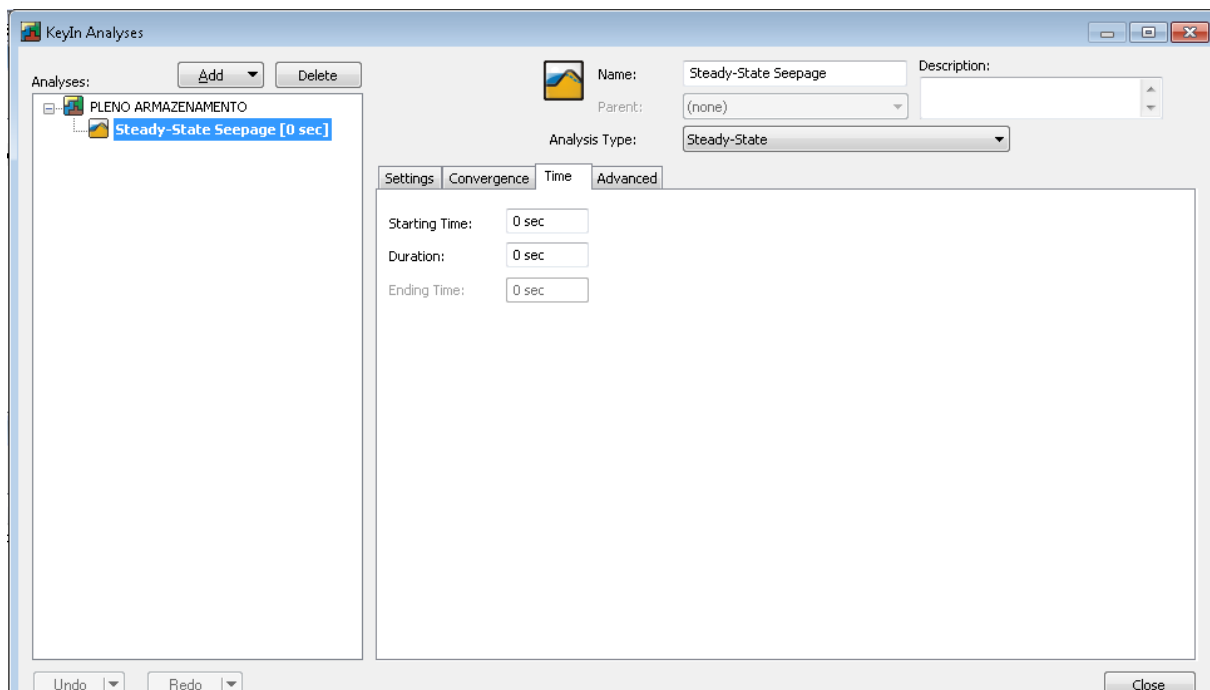 KeyIn Analyses
Analyses:
Add
Delete
PLENO ARMAZENAMENTO
Steady-State Seepage [0 sec]
Name:
Steady-State Seepage
Description:
Parent:
(none)
Analysis Type:
Steady-State
Settings
Convergence
Time
Advanced
Starting Time:
0 sec
Duration:
0 sec
Ending Time:
0 sec
Undo
Redo
Close